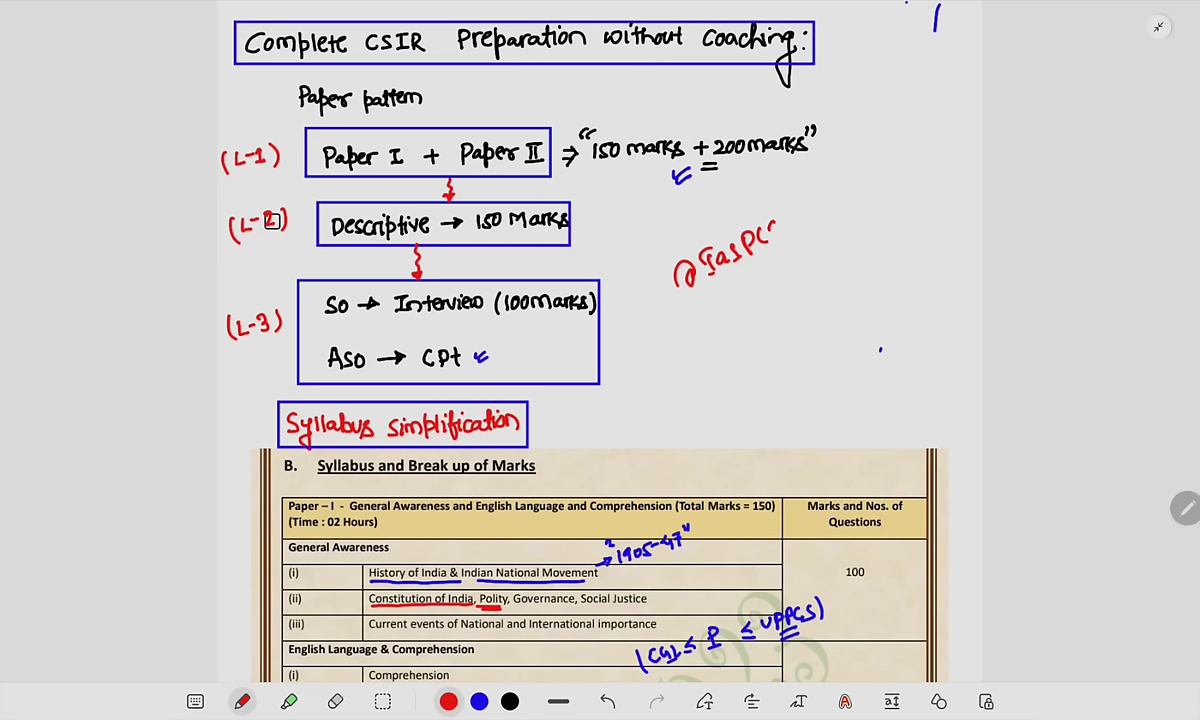 Complete CSIR Preparation without Coaching:
Paper pattern
(L-1) Paper I + Paper II ⇒ "150 marks + 200 marks"
(L-2) Descriptive → 150 Marks
(L-3)
So → Interview (100 marks)
Aso → CPt
Syllabus simplification
B. Syllabus and Break up of Marks
Paper – I - General Awareness and English Language and Comprehension (Total Marks = 150) (Time : 02 Hours)
Marks and Nos. of Questions
General Awareness
→ "1905-47"
(i) History of India & Indian National Movement
100
(ii) Constitution of India, Polity, Governance, Social Justice
(iii) Current events of National and International importance
≤ P ≤ UPPCS)
English Language & Comprehension
(i) Comprehension